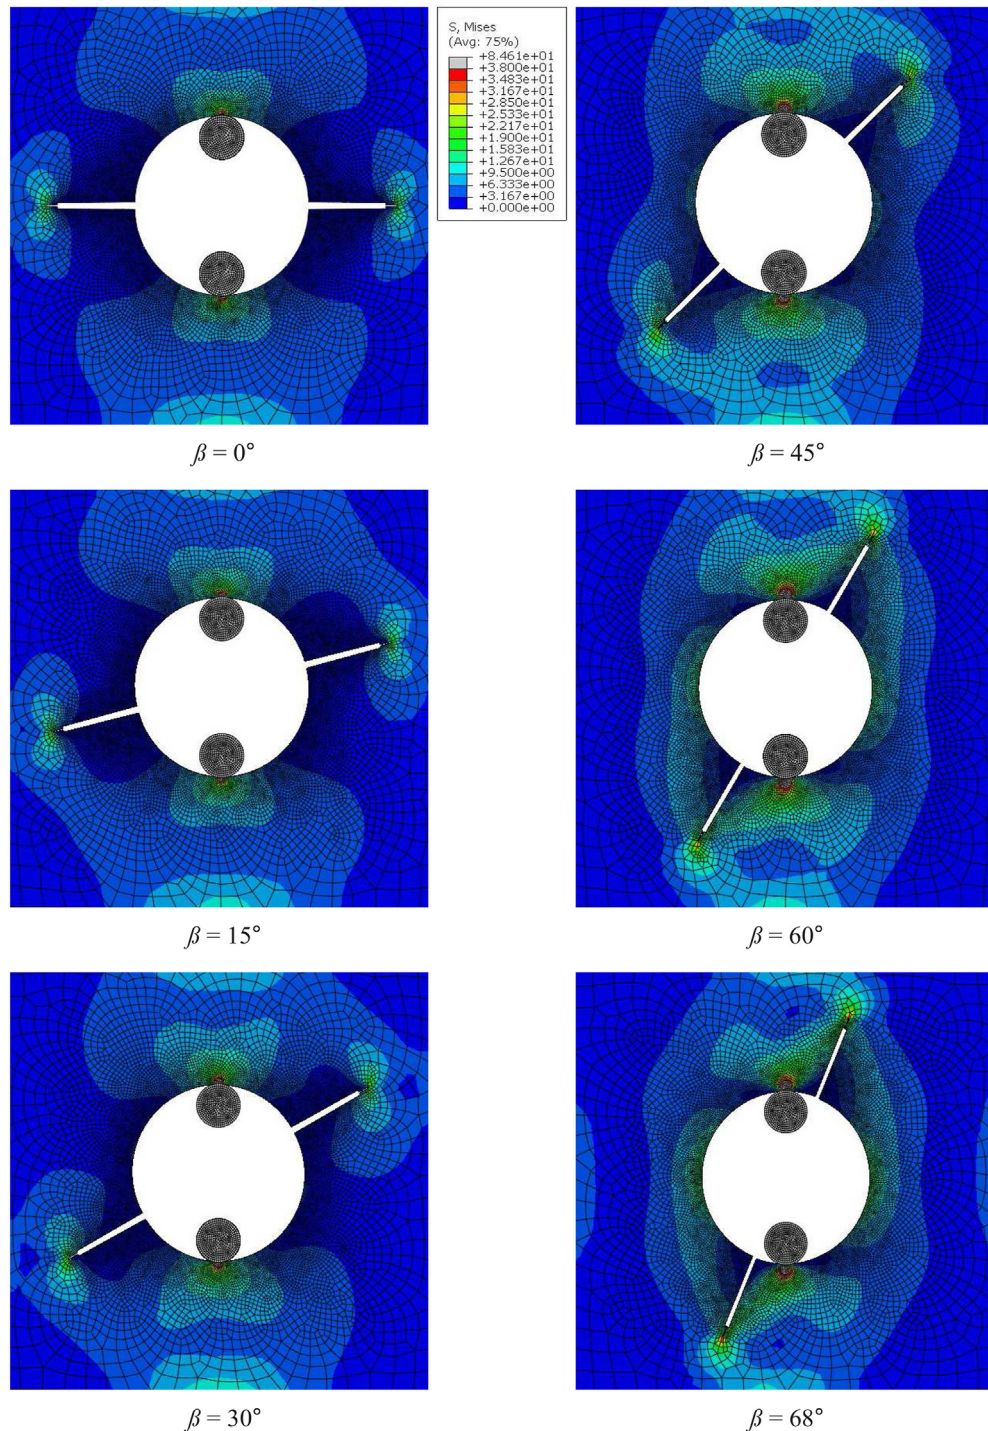 S, Mises
(Avg: 75%)
+8.461e+01
+3.800e+01
+3.483e+01
+3.167e+01
+2.850e+01
+2.533e+01
+2.217e+01
+1.900e+01
+1.583e+01
+1.267e+01
+9.500e+00
+6.333e+00
+3.167e+00
+0.000e+00
β = 0°
β = 45°
β = 15°
β = 60°
β = 30°
β = 68°